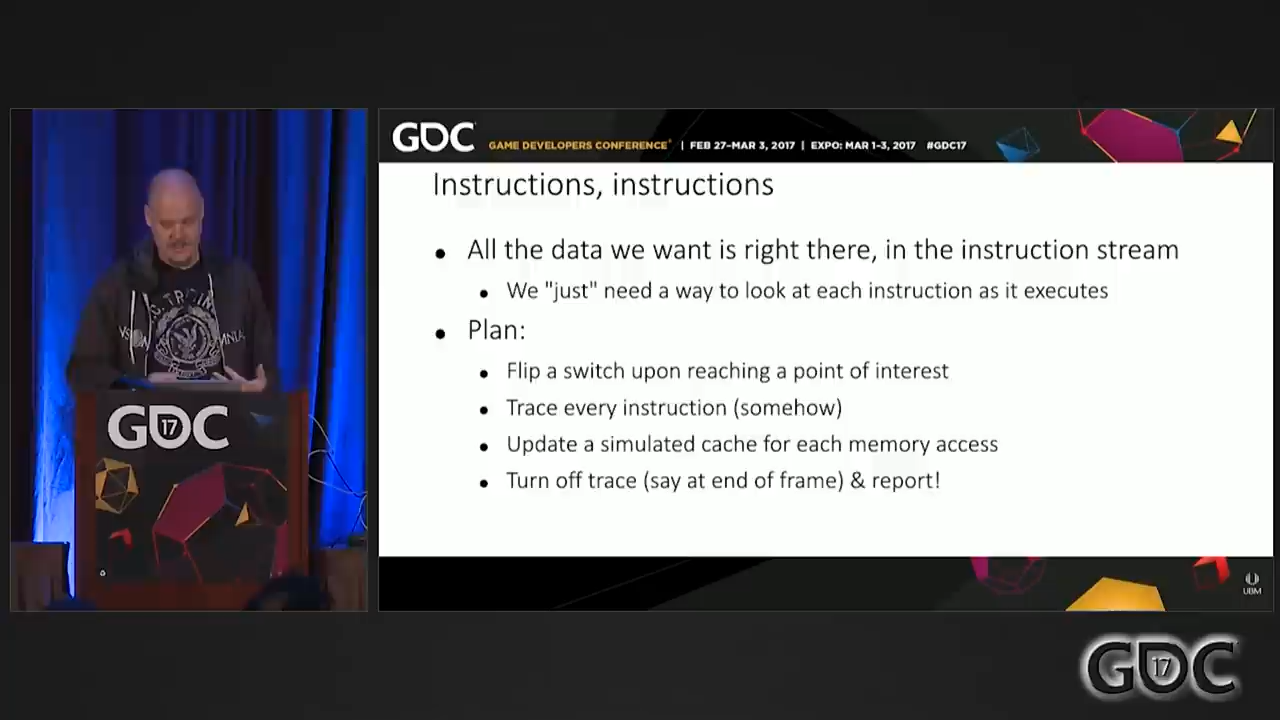 GDC
GAME DEVELOPERS CONFERENCE® | FEB 27–MAR 3, 2017 | EXPO: MAR 1–3, 2017 #GDC17
Instructions, instructions
• All the data we want is right there, in the instruction stream
• We "just" need a way to look at each instruction as it executes
• Plan:
• Flip a switch upon reaching a point of interest
• Trace every instruction (somehow)
• Update a simulated cache for each memory access
• Turn off trace (say at end of frame) & report!
GDC
17
UBM
GDC
17